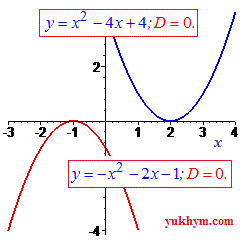 y=x²-4x+4; D=0.
2
-3 -2 -1 0 1 2 3 4
x
y=-x²-2x-1; D=0.
-4
yukhym.com